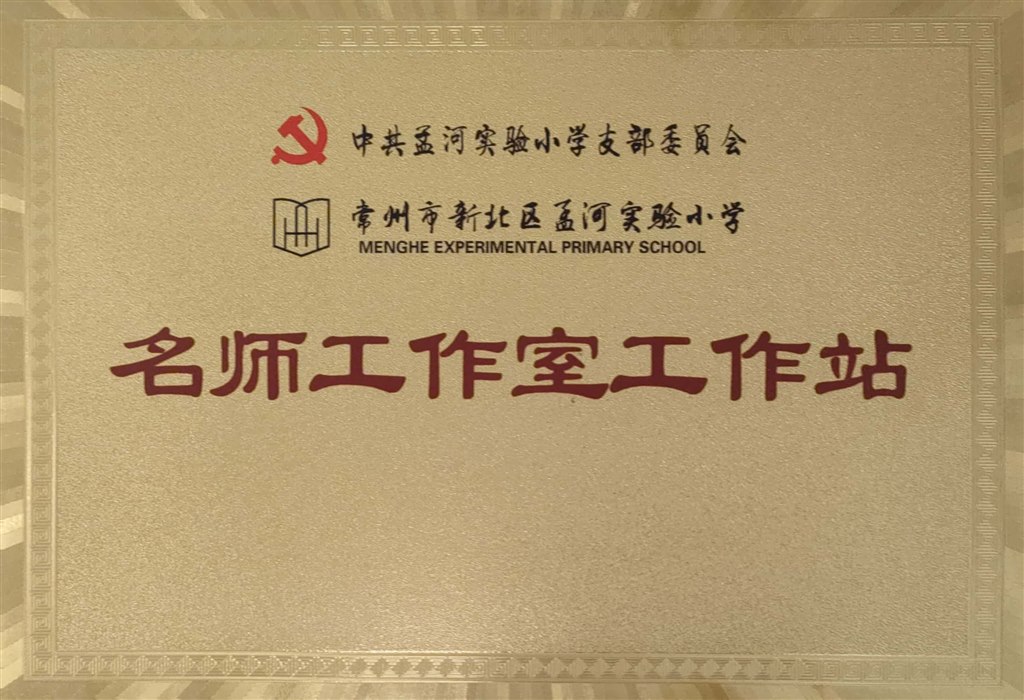 中共孟河实验小学支部委员会
常州市新北区孟河实验小学
MENGHE EXPERIMENTAL PRIMARY SCHOOL
名师工作室工作站